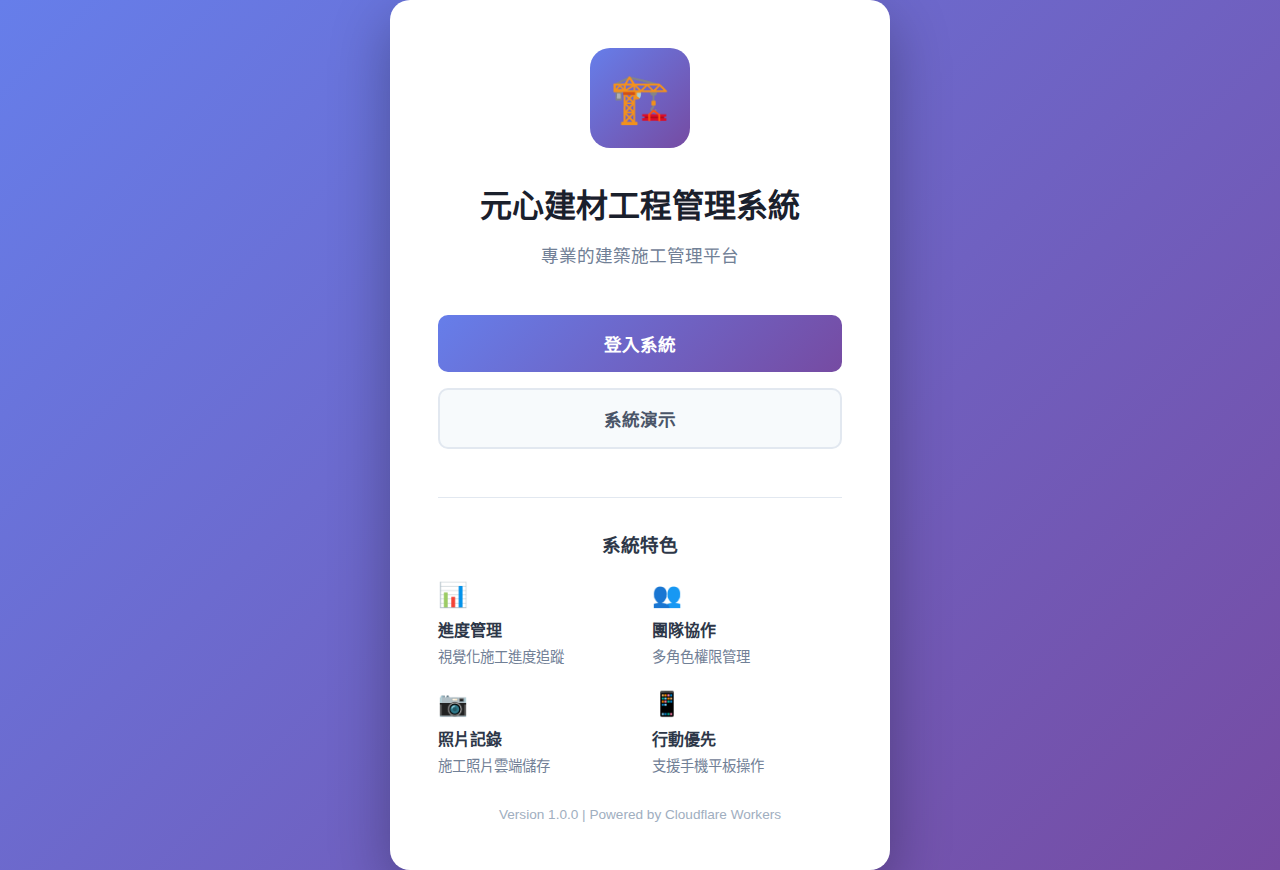 元心建材工程管理系統
專業的建築施工管理平台
登入系統
系統演示
系統特色
進度管理
視覺化施工進度追蹤
團隊協作
多角色權限管理
照片記錄
施工照片雲端儲存
行動優先
支援手機平板操作
Version 1.0.0 | Powered by Cloudflare Workers